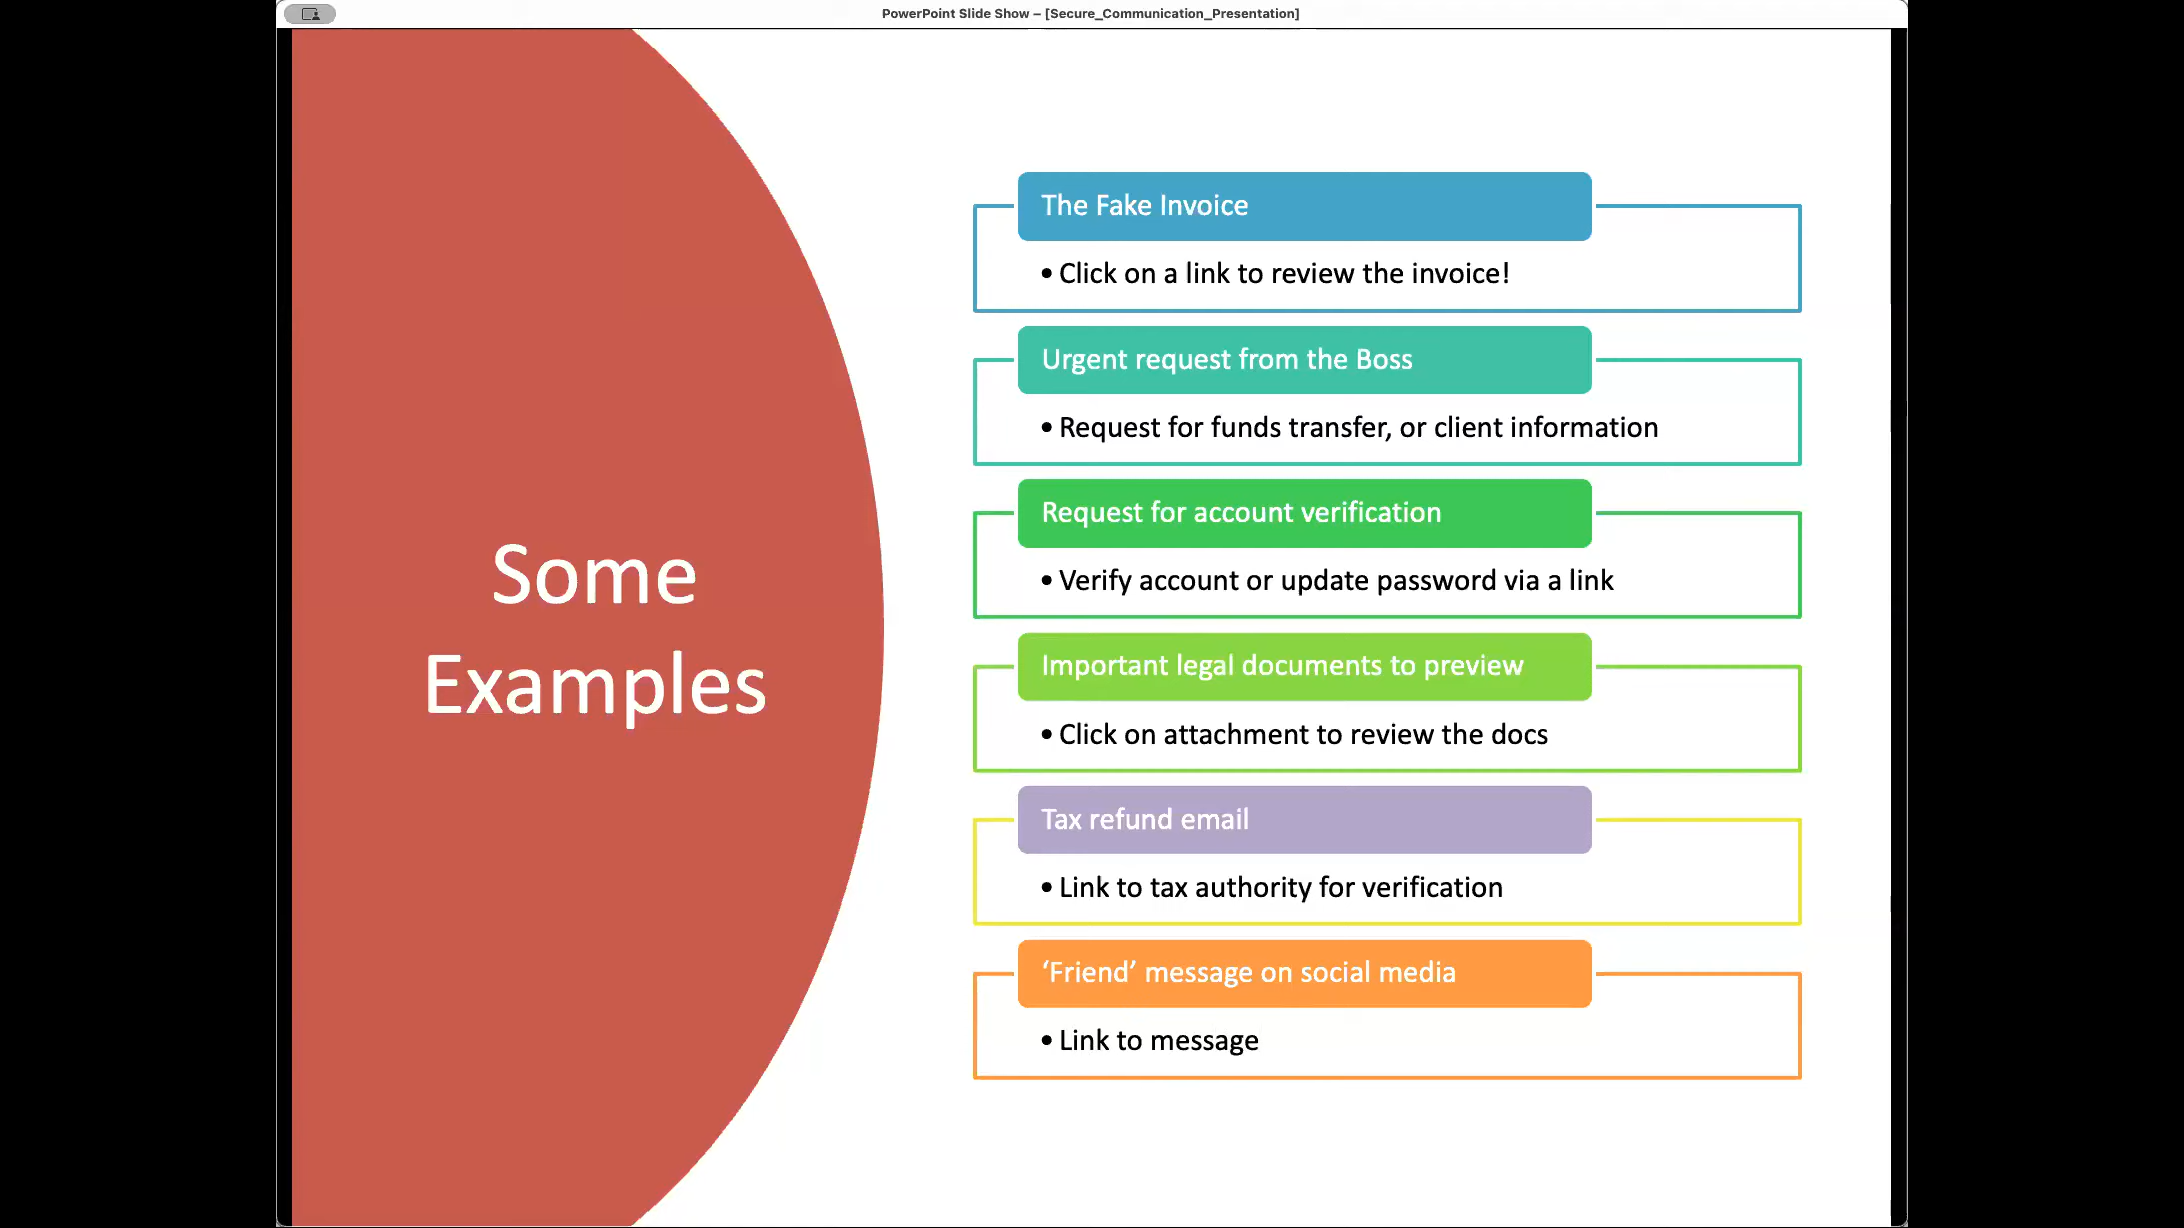 PowerPoint Slide Show – [Secure_Communication_Presentation]
Some
Examples
The Fake Invoice
• Click on a link to review the invoice!
Urgent request from the Boss
• Request for funds transfer, or client information
Request for account verification
• Verify account or update password via a link
Important legal documents to preview
• Click on attachment to review the docs
Tax refund email
• Link to tax authority for verification
‘Friend’ message on social media
• Link to message